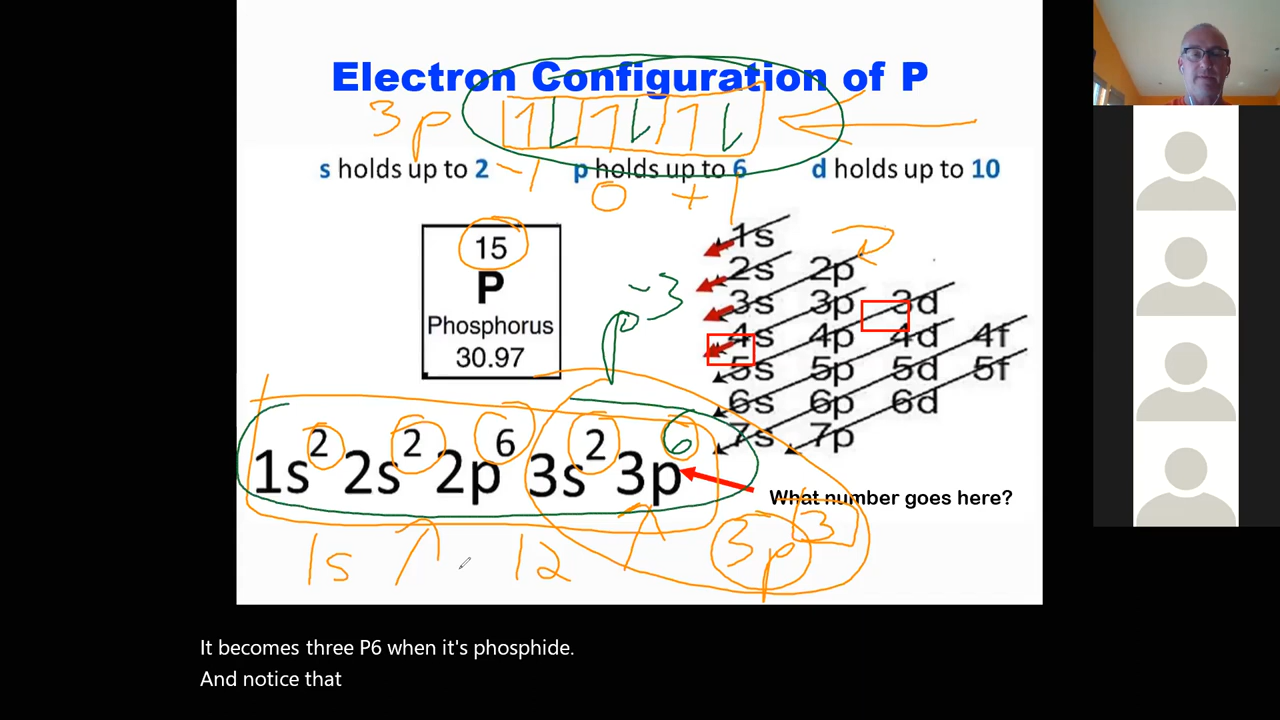 Electron Configuration of P
3p 1 1 1
s holds up to 2 p holds up to 6 d holds up to 10
-1 0 +1
15
P
Phosphorus
30.97
p-3
1s
2s 2p
3s 3p 3d
4s 4p 4d 4f
5s 5p 5d 5f
6s 6p 6d
7s 7p
1s² 2s² 2p⁶ 3s² 3p⁶
What number goes here?
3p³
1s 12
It becomes three P6 when it's phosphide.
And notice that